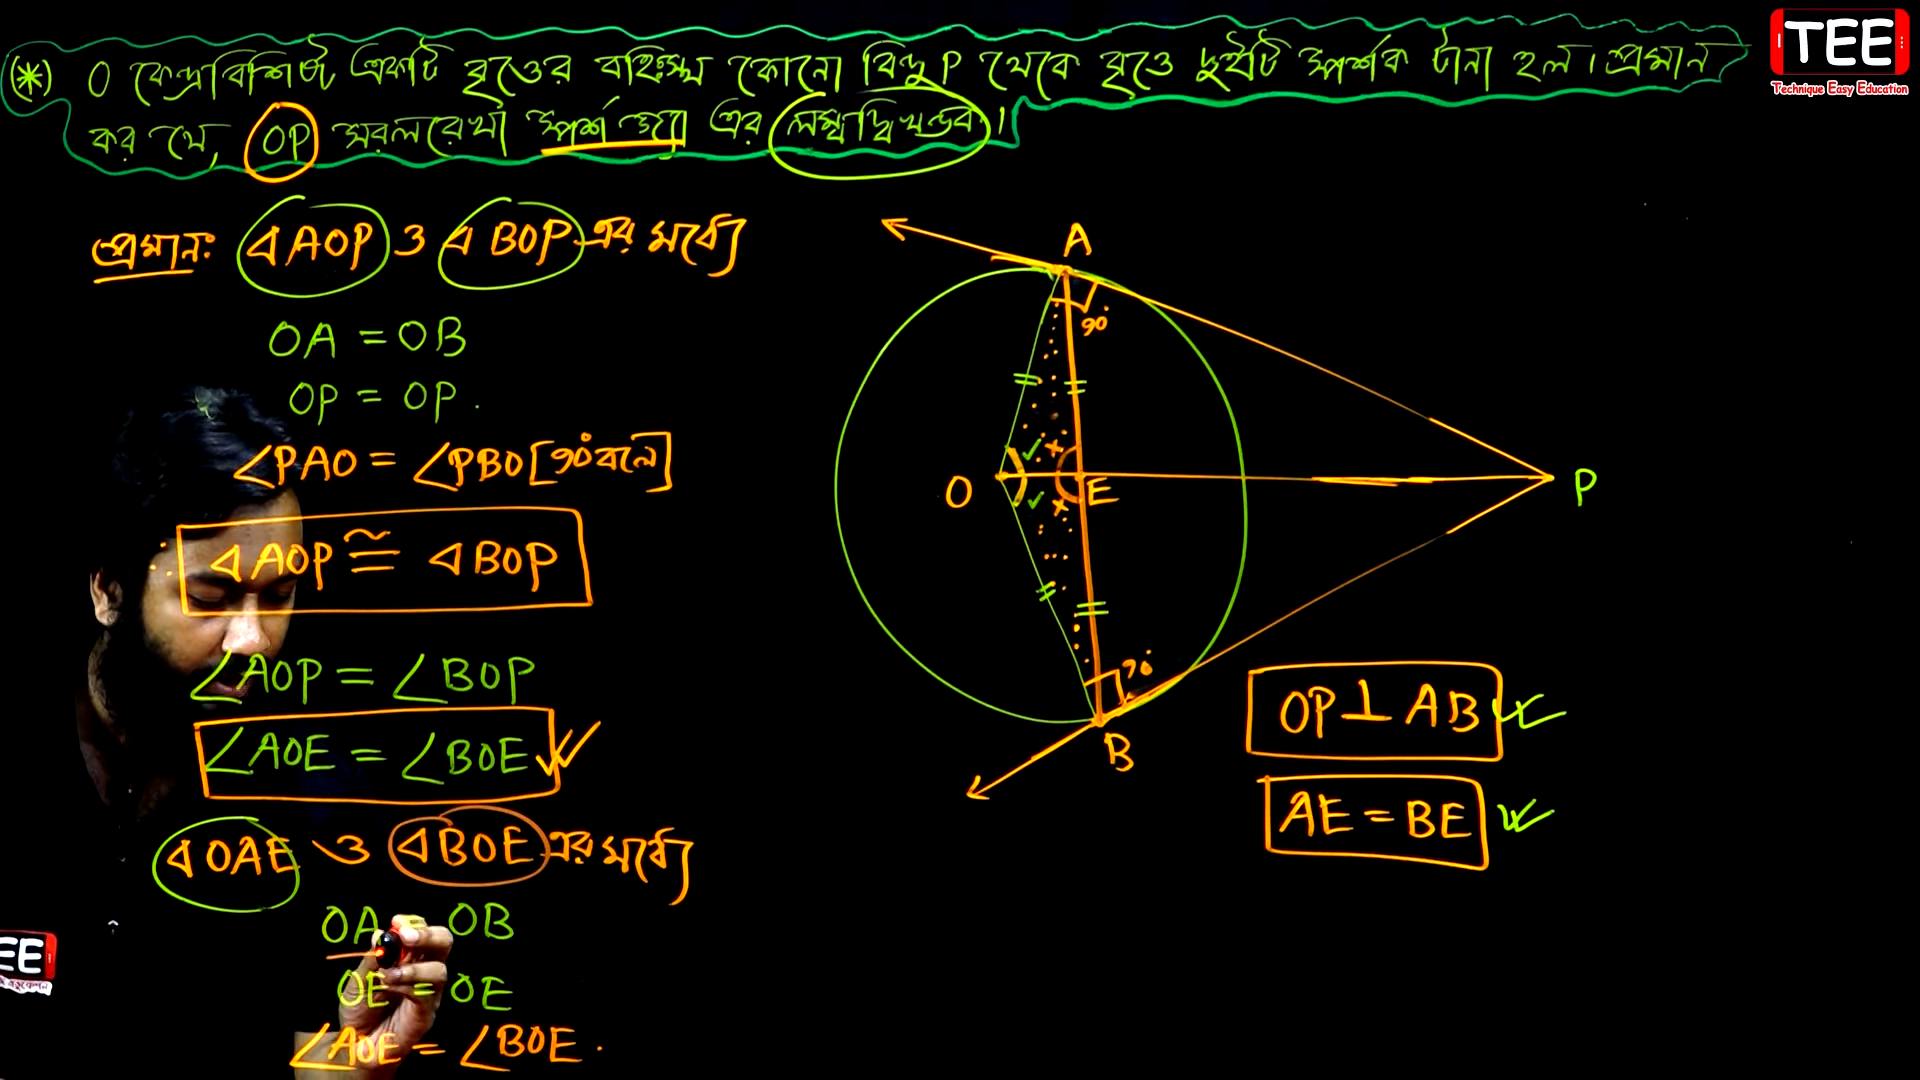 (*) O কেন্দ্রবিশিষ্ট একটি বৃত্তের বহিঃস্থ কোনো বিন্দু P থেকে বৃত্তে দুইটি স্পর্শক টানা হল। প্রমান
কর যে, OP সরলরেখা স্পর্শ জ্যা এর লম্বদ্বিখন্ডক।
TEE
Technique Easy Education
প্রমান: ◁AOP ও ◁BOP এর মধ্যে
OA = OB
OP = OP.
∠PAO = ∠PBO [90° বলে]
∴ ◁AOP ≅ ◁BOP
∠AOP = ∠BOP
∠AOE = ∠BOE
◁OAE ও ◁BOE এর মধ্যে
OA = OB
OE = OE
∠AOE = ∠BOE.
A
90°
O
E
P
90°
B
OP⊥AB
AE = BE
EE